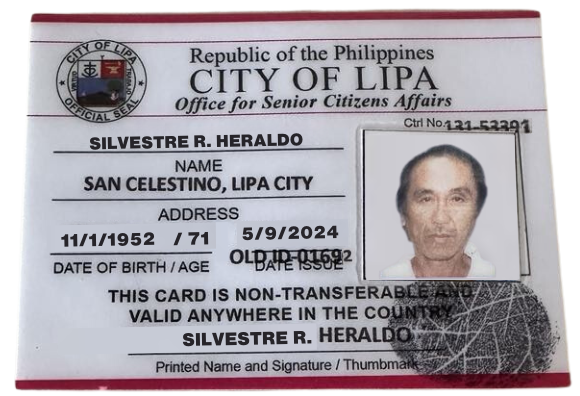 CITY OF LIPA
OFFICIAL SEAL
Republic of the Philippines
CITY OF LIPA
Office for Senior Citizens Affairs
Ctrl No. 131-53391
SILVESTRE R. HERALDO
NAME
SAN CELESTINO, LIPA CITY
ADDRESS
11/1/1952 / 71 5/9/2024
OLD ID-01692
DATE OF BIRTH / AGE DATE ISSUE
THIS CARD IS NON-TRANSFERABLE AND
VALID ANYWHERE IN THE COUNTRY
SILVESTRE R. HERALDO
Printed Name and Signature / Thumbmark